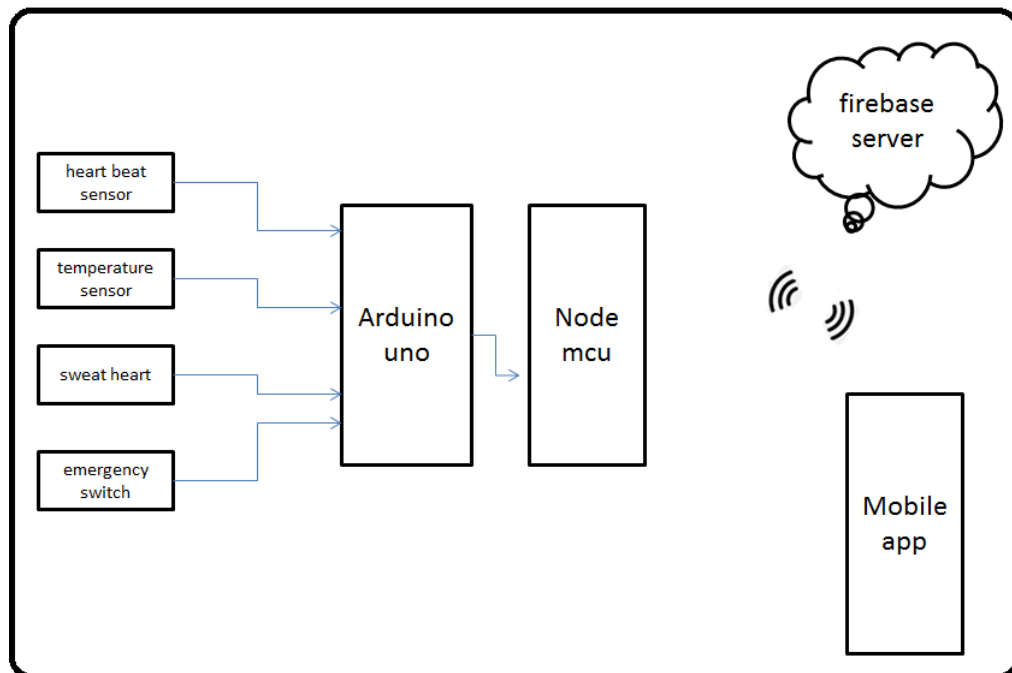 firebase
server
heart beat
sensor
temperature
sensor
sweat heart
emergency
switch
Arduino
uno
Node
mcu
Mobile
app